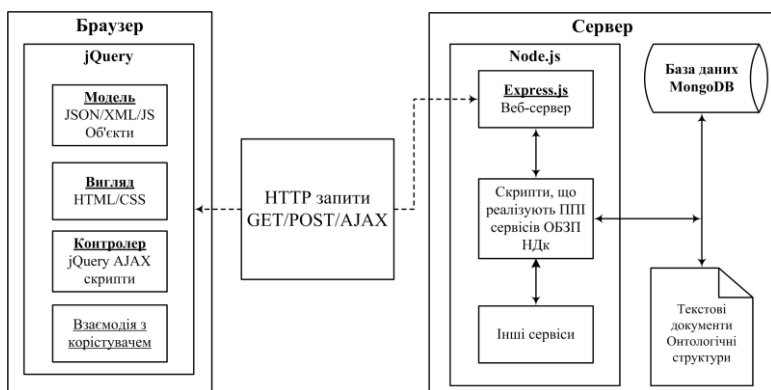 Браузер
jQuery
Модель
JSON/XML/JS
Об'єкти
Вигляд
HTML/CSS
Контролер
jQuery AJAX
скрипти
Взаємодія з
корістувачем
HTTP запити
GET/POST/AJAX
Сервер
Node.js
Express.js
Веб-сервер
Скрипти, що
реалізують ППІ
сервісів ОБЗП
НДк
Інші сервіси
База даних
MongoDB
Текстові
документи
Онтологічні
структури